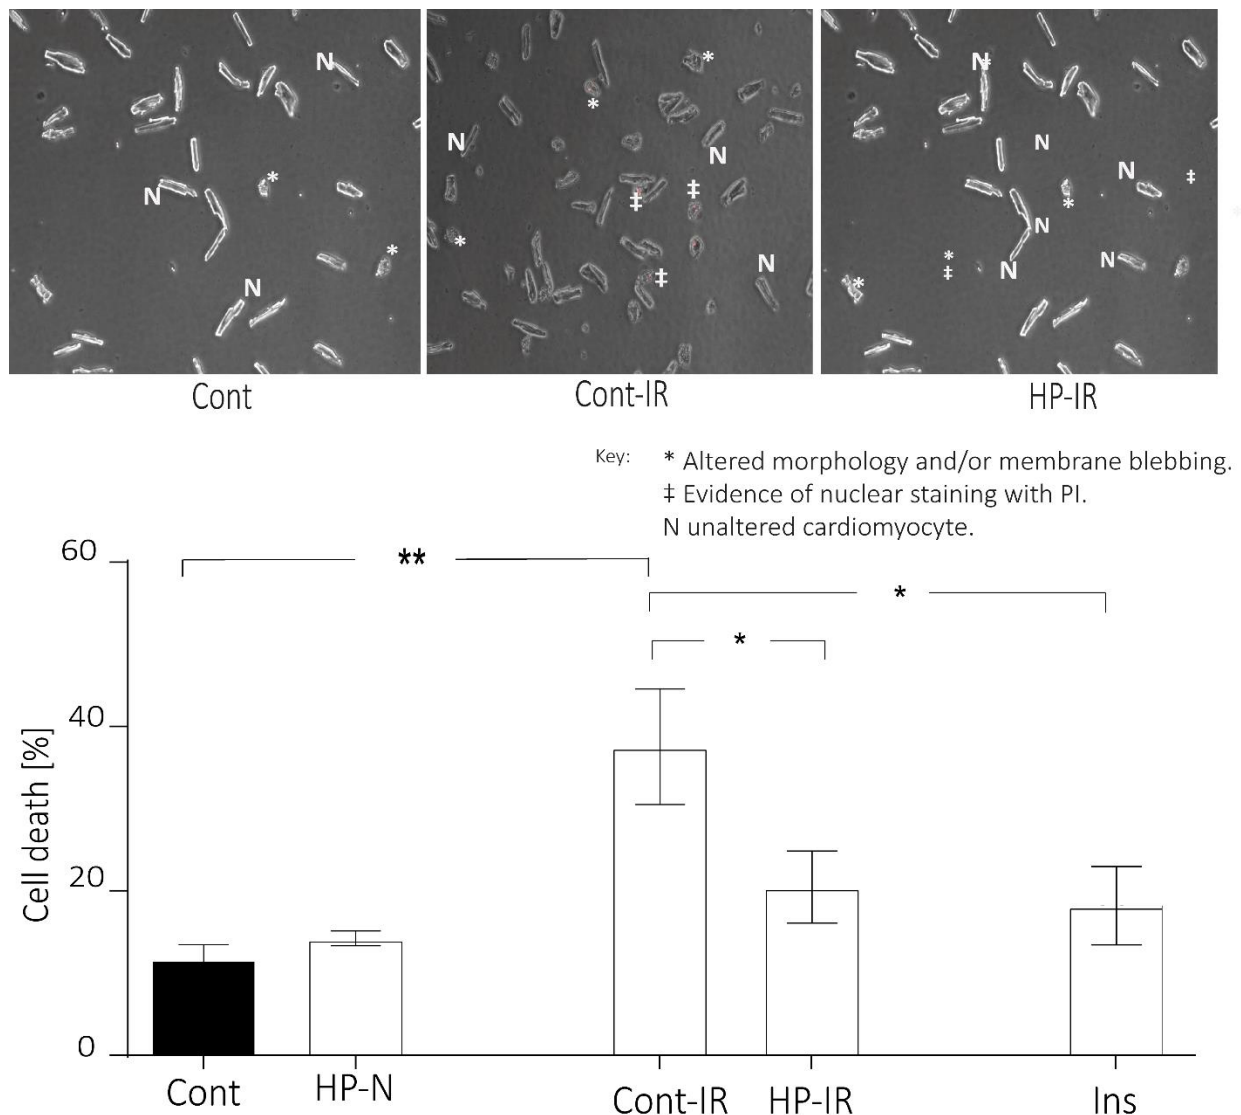 N * N * * N
* * N N ‡ ‡ * ‡ N
N * N N ‡ * N * ‡ N N *
Cont Cont-IR HP-IR
Key: * Altered morphology and/or membrane blebbing.
‡ Evidence of nuclear staining with PI.
N unaltered cardiomyocyte.
60
**
*
*
40
Cell death [%]
20
0
Cont HP-N Cont-IR HP-IR Ins